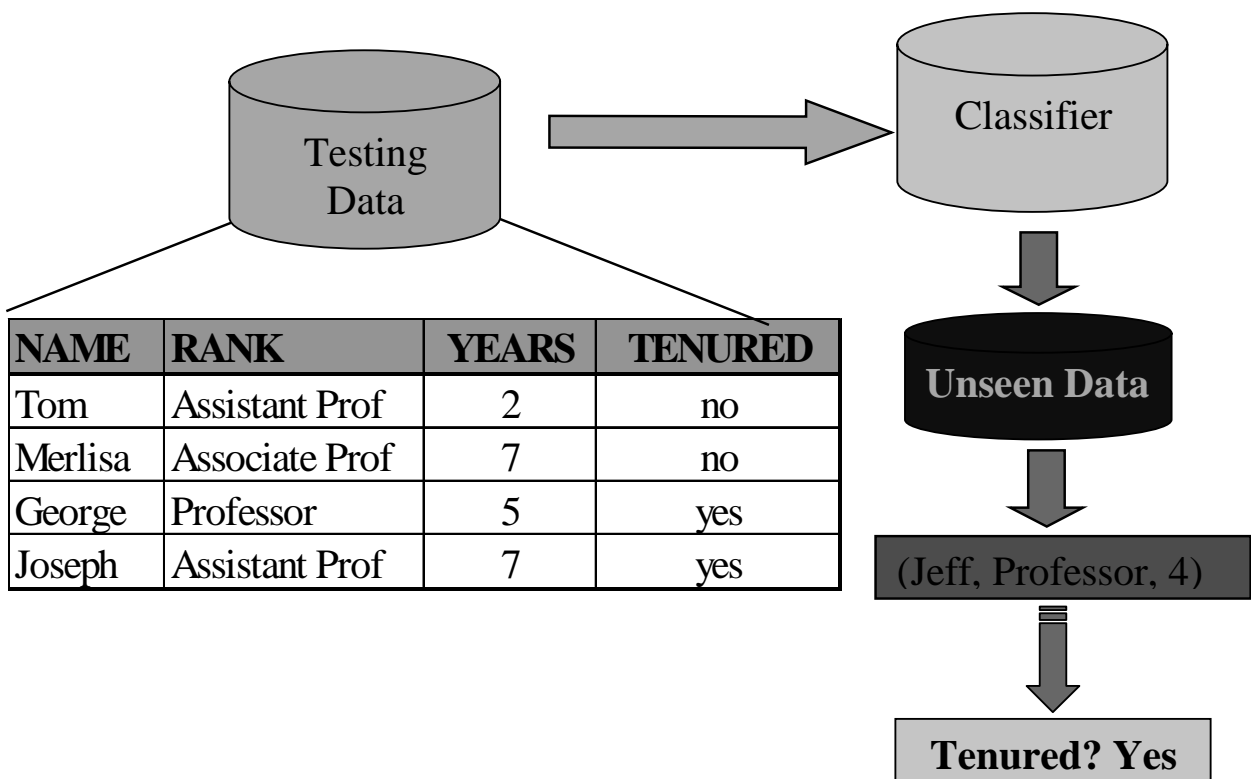 Testing
Data
Classifier
NAME RANK YEARS TENURED
Tom Assistant Prof 2 no
Merlisa Associate Prof 7 no
George Professor 5 yes
Joseph Assistant Prof 7 yes
Unseen Data
(Jeff, Professor, 4)
Tenured? Yes